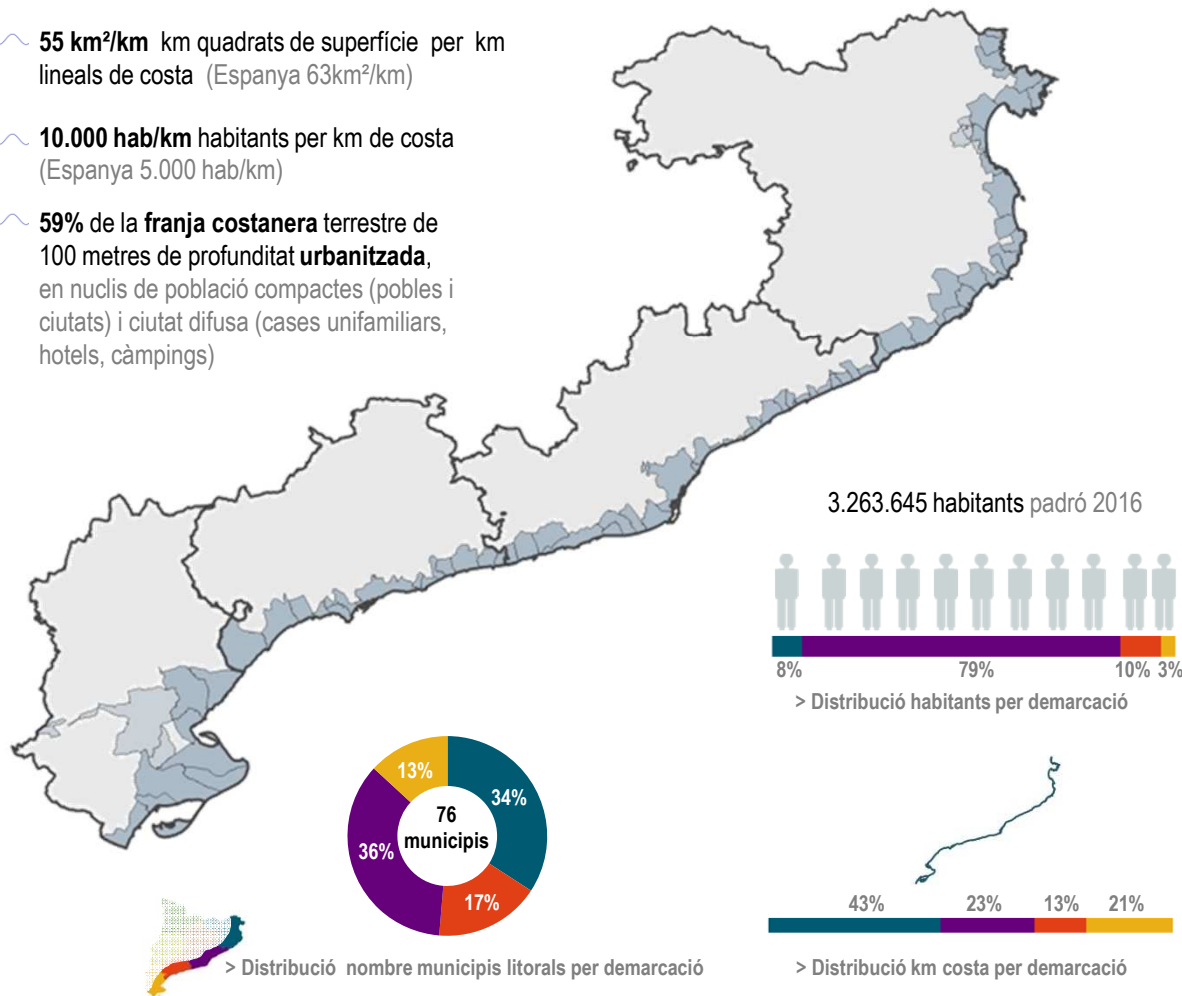 55 km²/km km quadrats de superfície per km
lineals de costa (Espanya 63km²/km)
10.000 hab/km habitants per km de costa
(Espanya 5.000 hab/km)
59% de la franja costanera terrestre de
100 metres de profunditat urbanitzada,
en nuclis de població compactes (pobles i
ciutats) i ciutat difusa (cases unifamiliars,
hotels, càmpings)
3.263.645 habitants padró 2016
8% 79% 10% 3%
> Distribució habitants per demarcació
13%
34%
76
municipis
36%
17%
> Distribució nombre municipis litorals per demarcació
43% 23% 13% 21%
> Distribució km costa per demarcació